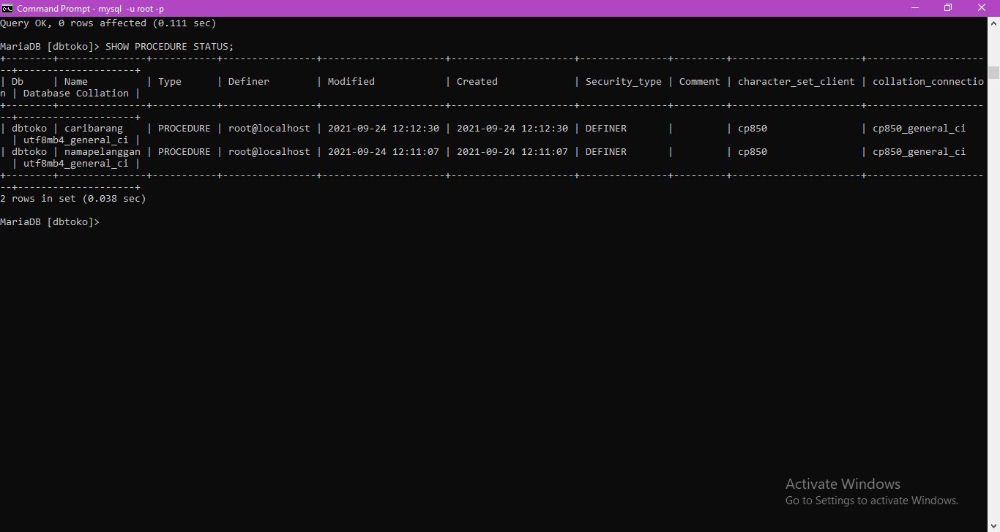 Command Prompt - mysql -u root -p
Query OK, 0 rows affected (0.111 sec)
MariaDB [dbtoko]> SHOW PROCEDURE STATUS;
+--------+---------------+-----------+----------------+---------------------+---------------------+---------------+---------+----------------------+--------------------
--+--------------------+
| Db     | Name          | Type      | Definer        | Modified            | Created             | Security_type | Comment | character_set_client | collation_connectio
n | Database Collation |
+--------+---------------+-----------+----------------+---------------------+---------------------+---------------+---------+----------------------+--------------------
--+--------------------+
| dbtoko | caribarang    | PROCEDURE | root@localhost | 2021-09-24 12:12:30 | 2021-09-24 12:12:30 | DEFINER       |         | cp850                | cp850_general_ci
  | utf8mb4_general_ci |
| dbtoko | namapelanggan | PROCEDURE | root@localhost | 2021-09-24 12:11:07 | 2021-09-24 12:11:07 | DEFINER       |         | cp850                | cp850_general_ci
  | utf8mb4_general_ci |
+--------+---------------+-----------+----------------+---------------------+---------------------+---------------+---------+----------------------+--------------------
--+--------------------+
2 rows in set (0.038 sec)
MariaDB [dbtoko]>
Activate Windows
Go to Settings to activate Windows.